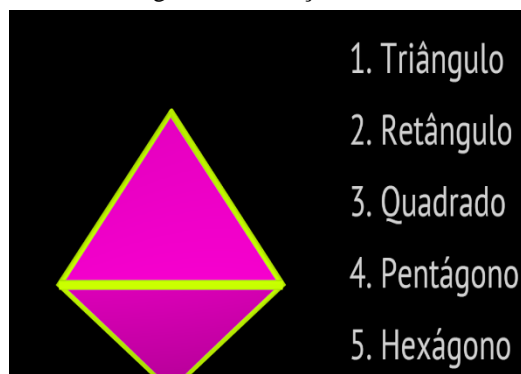 1. Triângulo
2. Retângulo
3. Quadrado
4. Pentágono
5. Hexágono